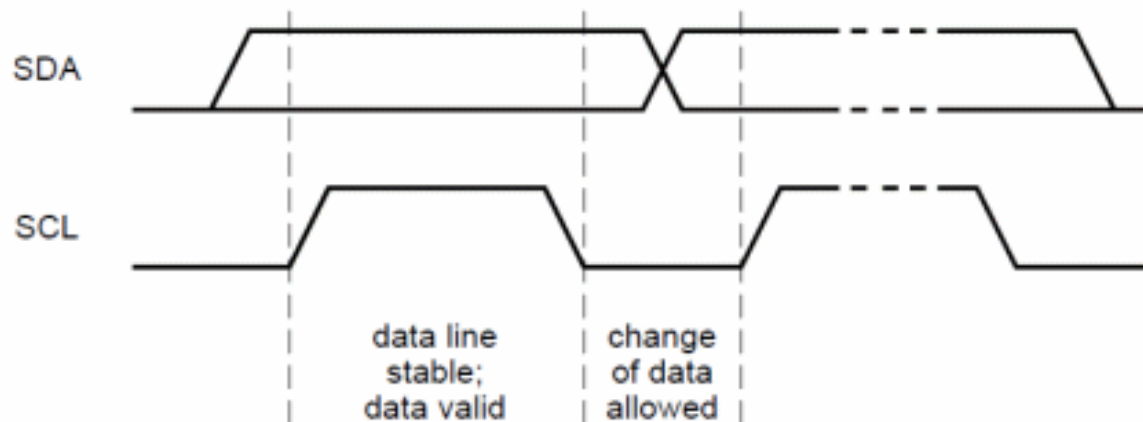 SDA
SCL
data line
stable;
data valid
change
of data
allowed